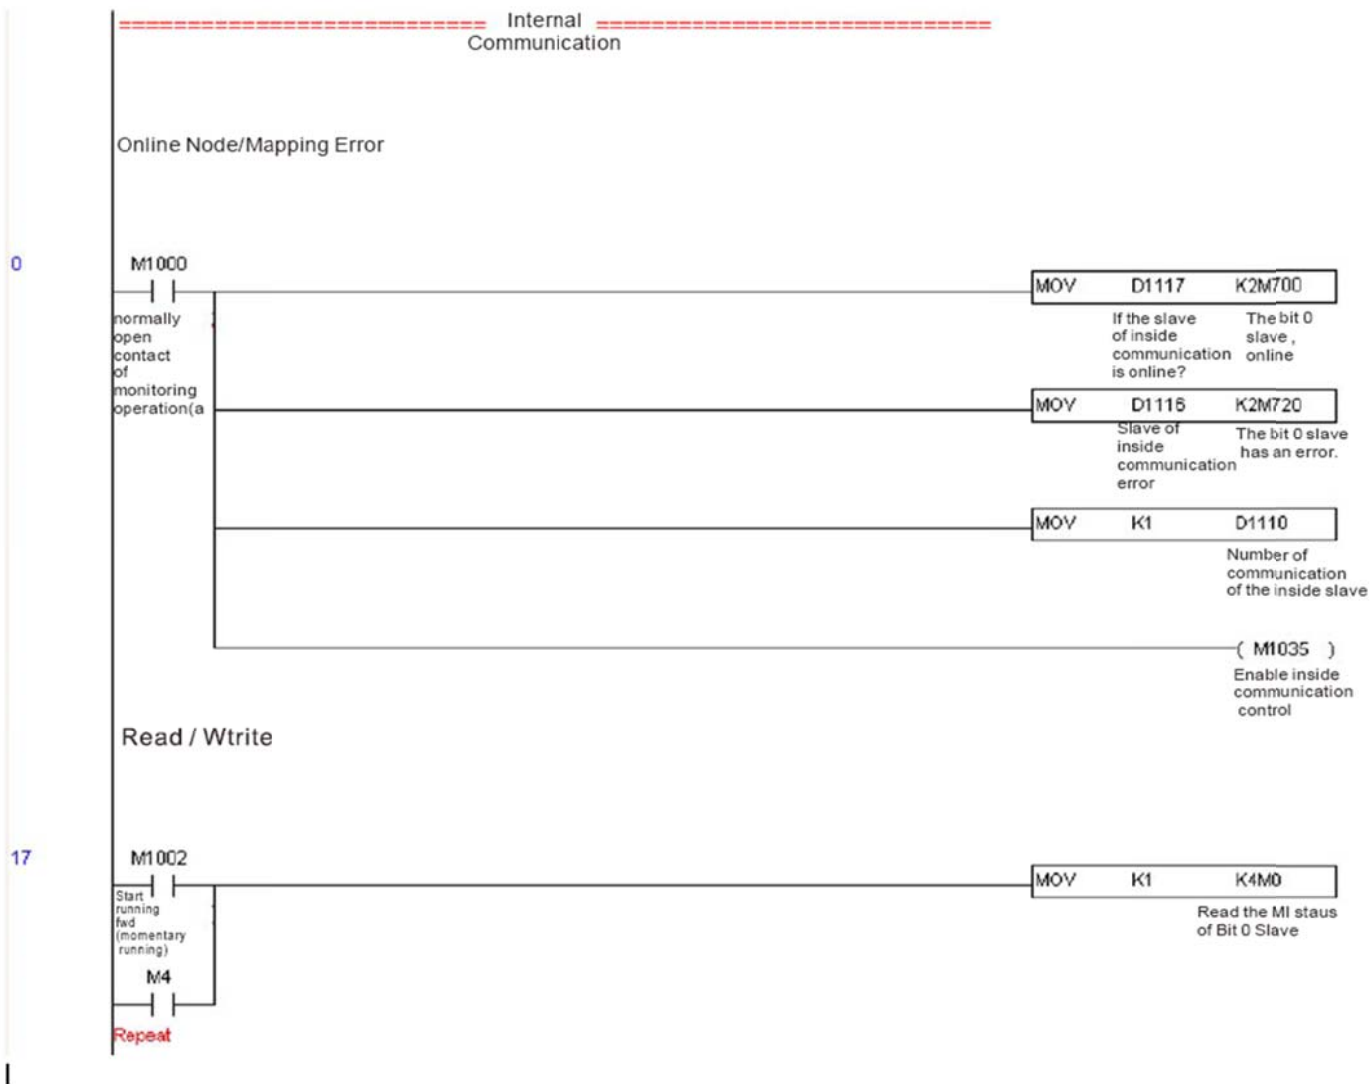 ========================== Internal ============================
Communication
Online Node/Mapping Error
0
M1000
MOV D1117 K2M700
normally
open
contact
of
monitoring
operation(a
If the slave
of inside
communication
is online?
The bit 0
slave ,
online
MOV D1116 K2M720
Slave of
inside
communication
error
The bit 0 slave
has an error.
MOV K1 D1110
Number of
communication
of the inside slave
( M1035 )
Enable inside
communication
control
Read / Wtrite
17
M1002
MOV K1 K4M0
Start
running
fwd
(momentary
running)
Read the MI staus
of Bit 0 Slave
M4
Repeat